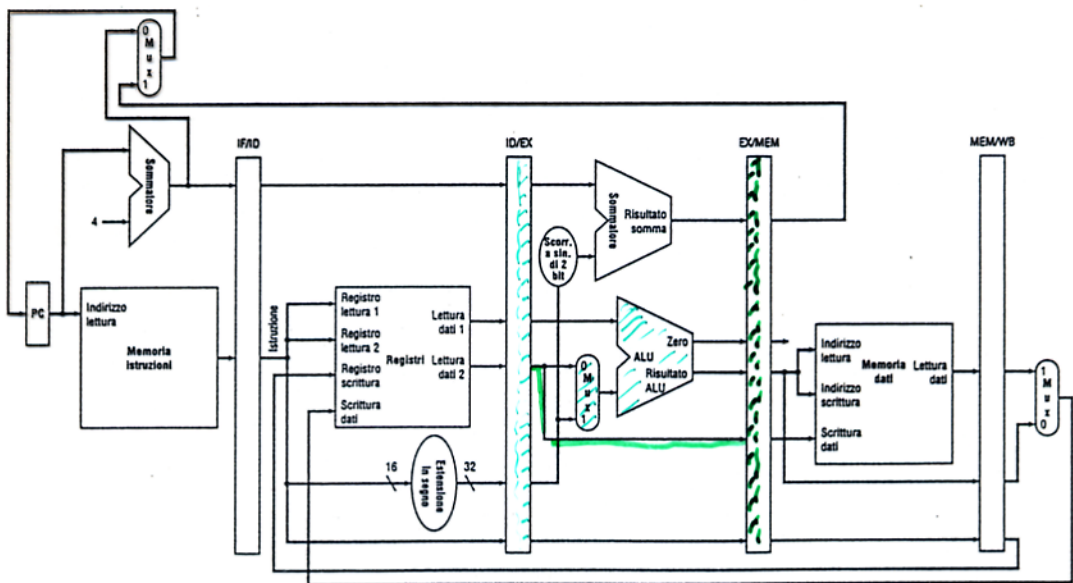 0
M
u
x
1
IF/ID
ID/EX
EX/MEM
MEM/WB
Sommatore
4
Sommatore
Risultato
somma
Scorr.
a sin.
di 2
bit
PC
Indirizzo
lettura
Memoria
istruzioni
Istruzione
Registro
lettura 1
Registro
lettura 2
Registro
scrittura
Scrittura
dati
Registri
Lettura
dati 1
Lettura
dati 2
0
M
u
x
1
ALU
Zero
Risultato
ALU
Indirizzo
lettura
Indirizzo
scrittura
Scrittura
dati
Memoria
dati
Lettura
dati
1
M
u
x
0
16
Estensione
in segno
32